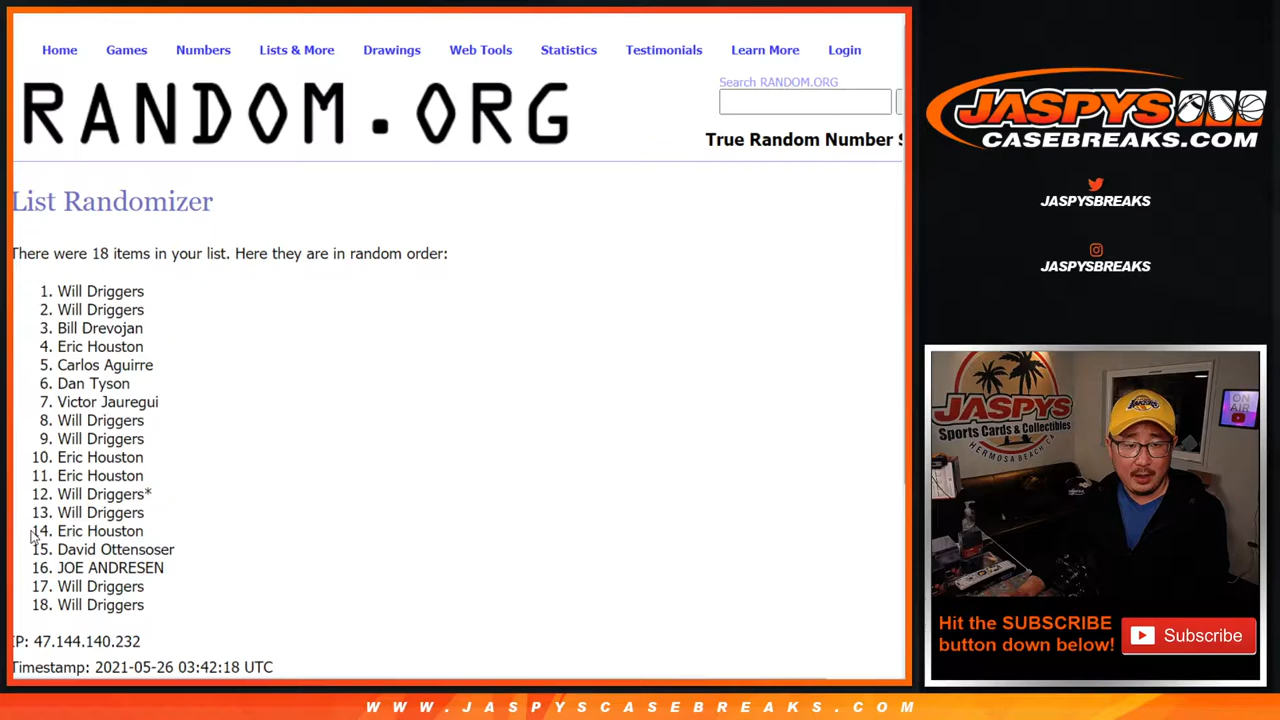 Home Games Numbers Lists & More Drawings Web Tools Statistics Testimonials Learn More Login
RANDOM.ORG
Search RANDOM.ORG
True Random Number S
List Randomizer
There were 18 items in your list. Here they are in random order:
1. Will Driggers
2. Will Driggers
3. Bill Drevojan
4. Eric Houston
5. Carlos Aguirre
6. Dan Tyson
7. Victor Jauregui
8. Will Driggers
9. Will Driggers
10. Eric Houston
11. Eric Houston
12. Will Driggers*
13. Will Driggers
14. Eric Houston
15. David Ottensoser
16. JOE ANDRESEN
17. Will Driggers
18. Will Driggers
IP: 47.144.140.232
Timestamp: 2021-05-26 03:42:18 UTC
JASPYS
CASEBREAKS.COM
JASPYSBREAKS
JASPYSBREAKS
JASPYS
Sports Cards & Collectibles
HERMOSA BEACH, CA
ON
AIR
Hit the SUBSCRIBE
button down below!
Subscribe
WWW.JASPYSCASEBREAKS.COM